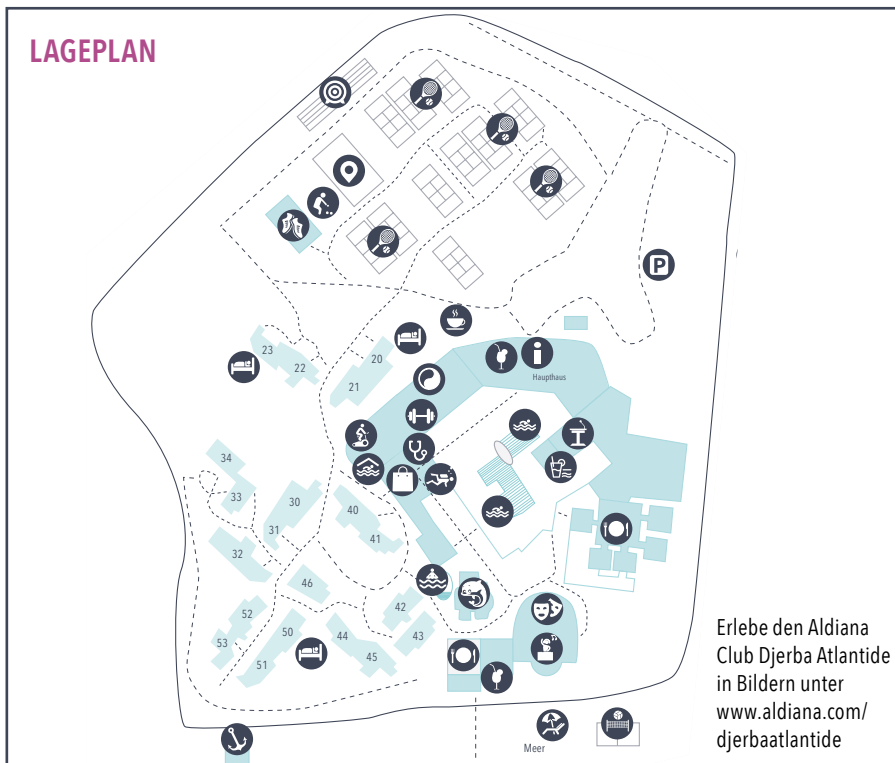 LAGEPLAN
P
23
22
20
21
Haupthaus
34
33
30
31
32
40
41
46
42
43
52
53
50
51
44
45
Meer
Erlebe den Aldiana
Club Djerba Atlantide
in Bildern unter
www.aldiana.com/
djerbaatlantide